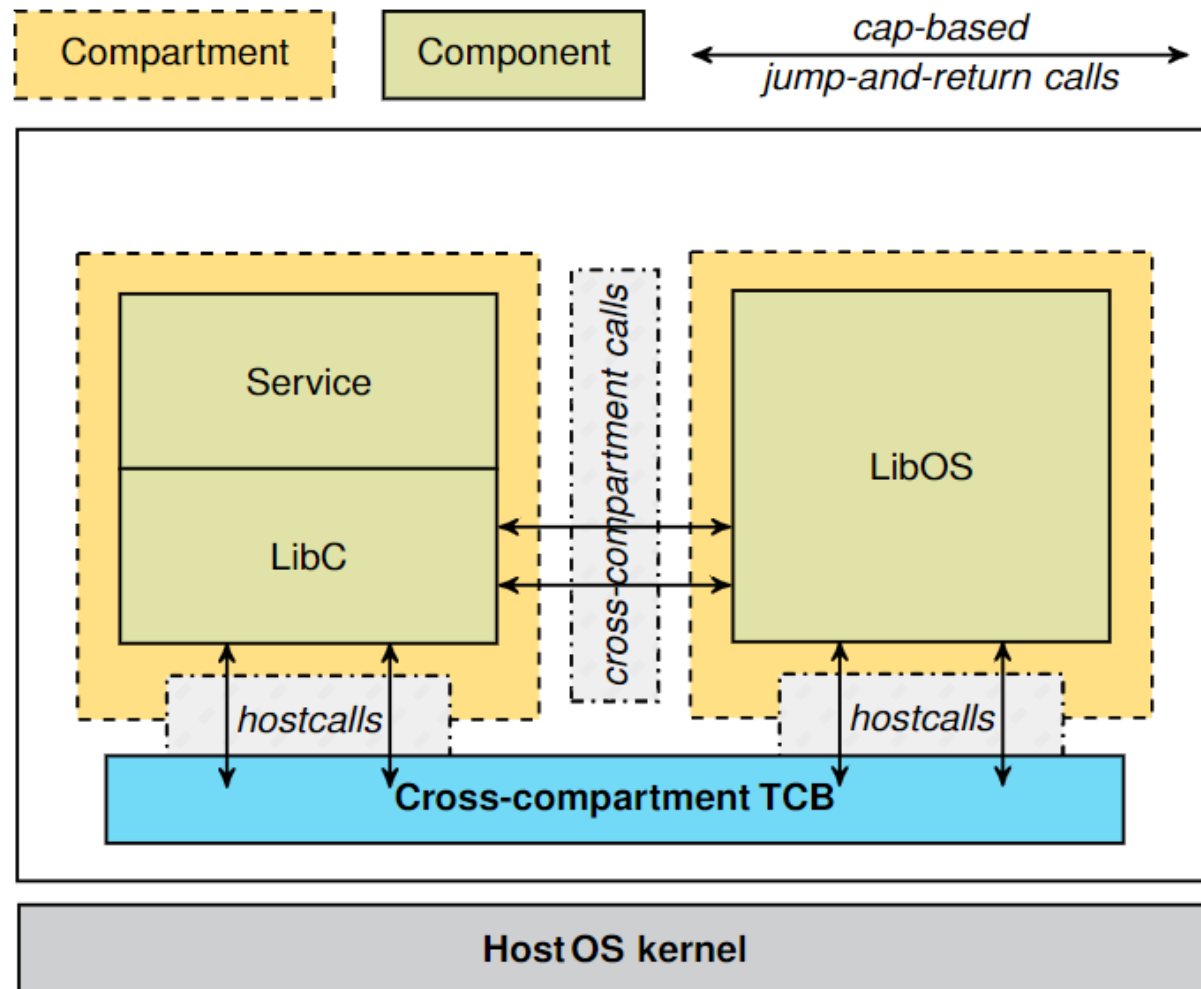 Compartment
Component
cap-based
jump-and-return calls
Service
LibC
cross-compartment calls
LibOS
hostcalls
hostcalls
Cross-compartment TCB
Host OS kernel